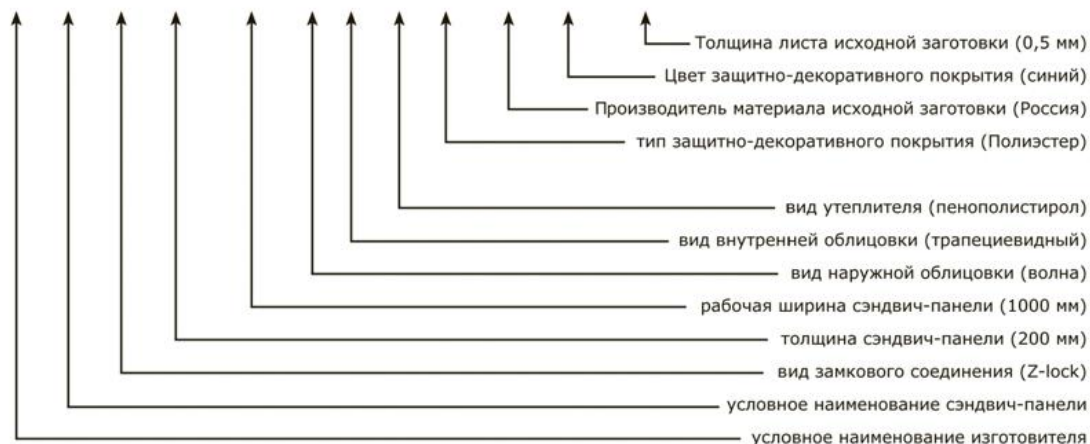 Толщина листа исходной заготовки (0,5 мм)
Цвет защитно-декоративного покрытия (синий)
Производитель материала исходной заготовки (Россия)
тип защитно-декоративного покрытия (Полиэстер)
вид утеплителя (пенополистирол)
вид внутренней облицовки (трапециевидный)
вид наружной облицовки (волна)
рабочая ширина сэндвич-панели (1000 мм)
толщина сэндвич-панели (200 мм)
вид замкового соединения (Z-lock)
условное наименование сэндвич-панели
условное наименование изготовителя